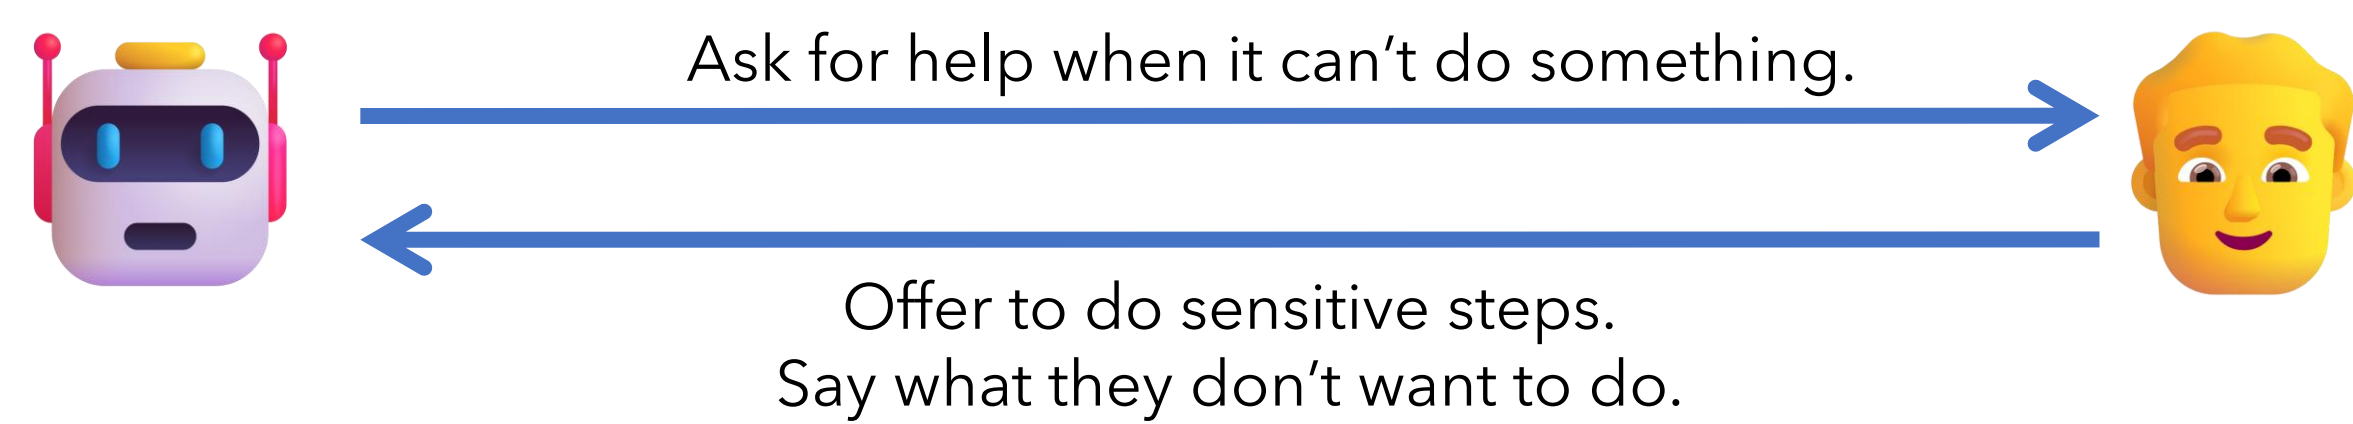 Ask for help when it can’t do something.
Offer to do sensitive steps.
Say what they don’t want to do.